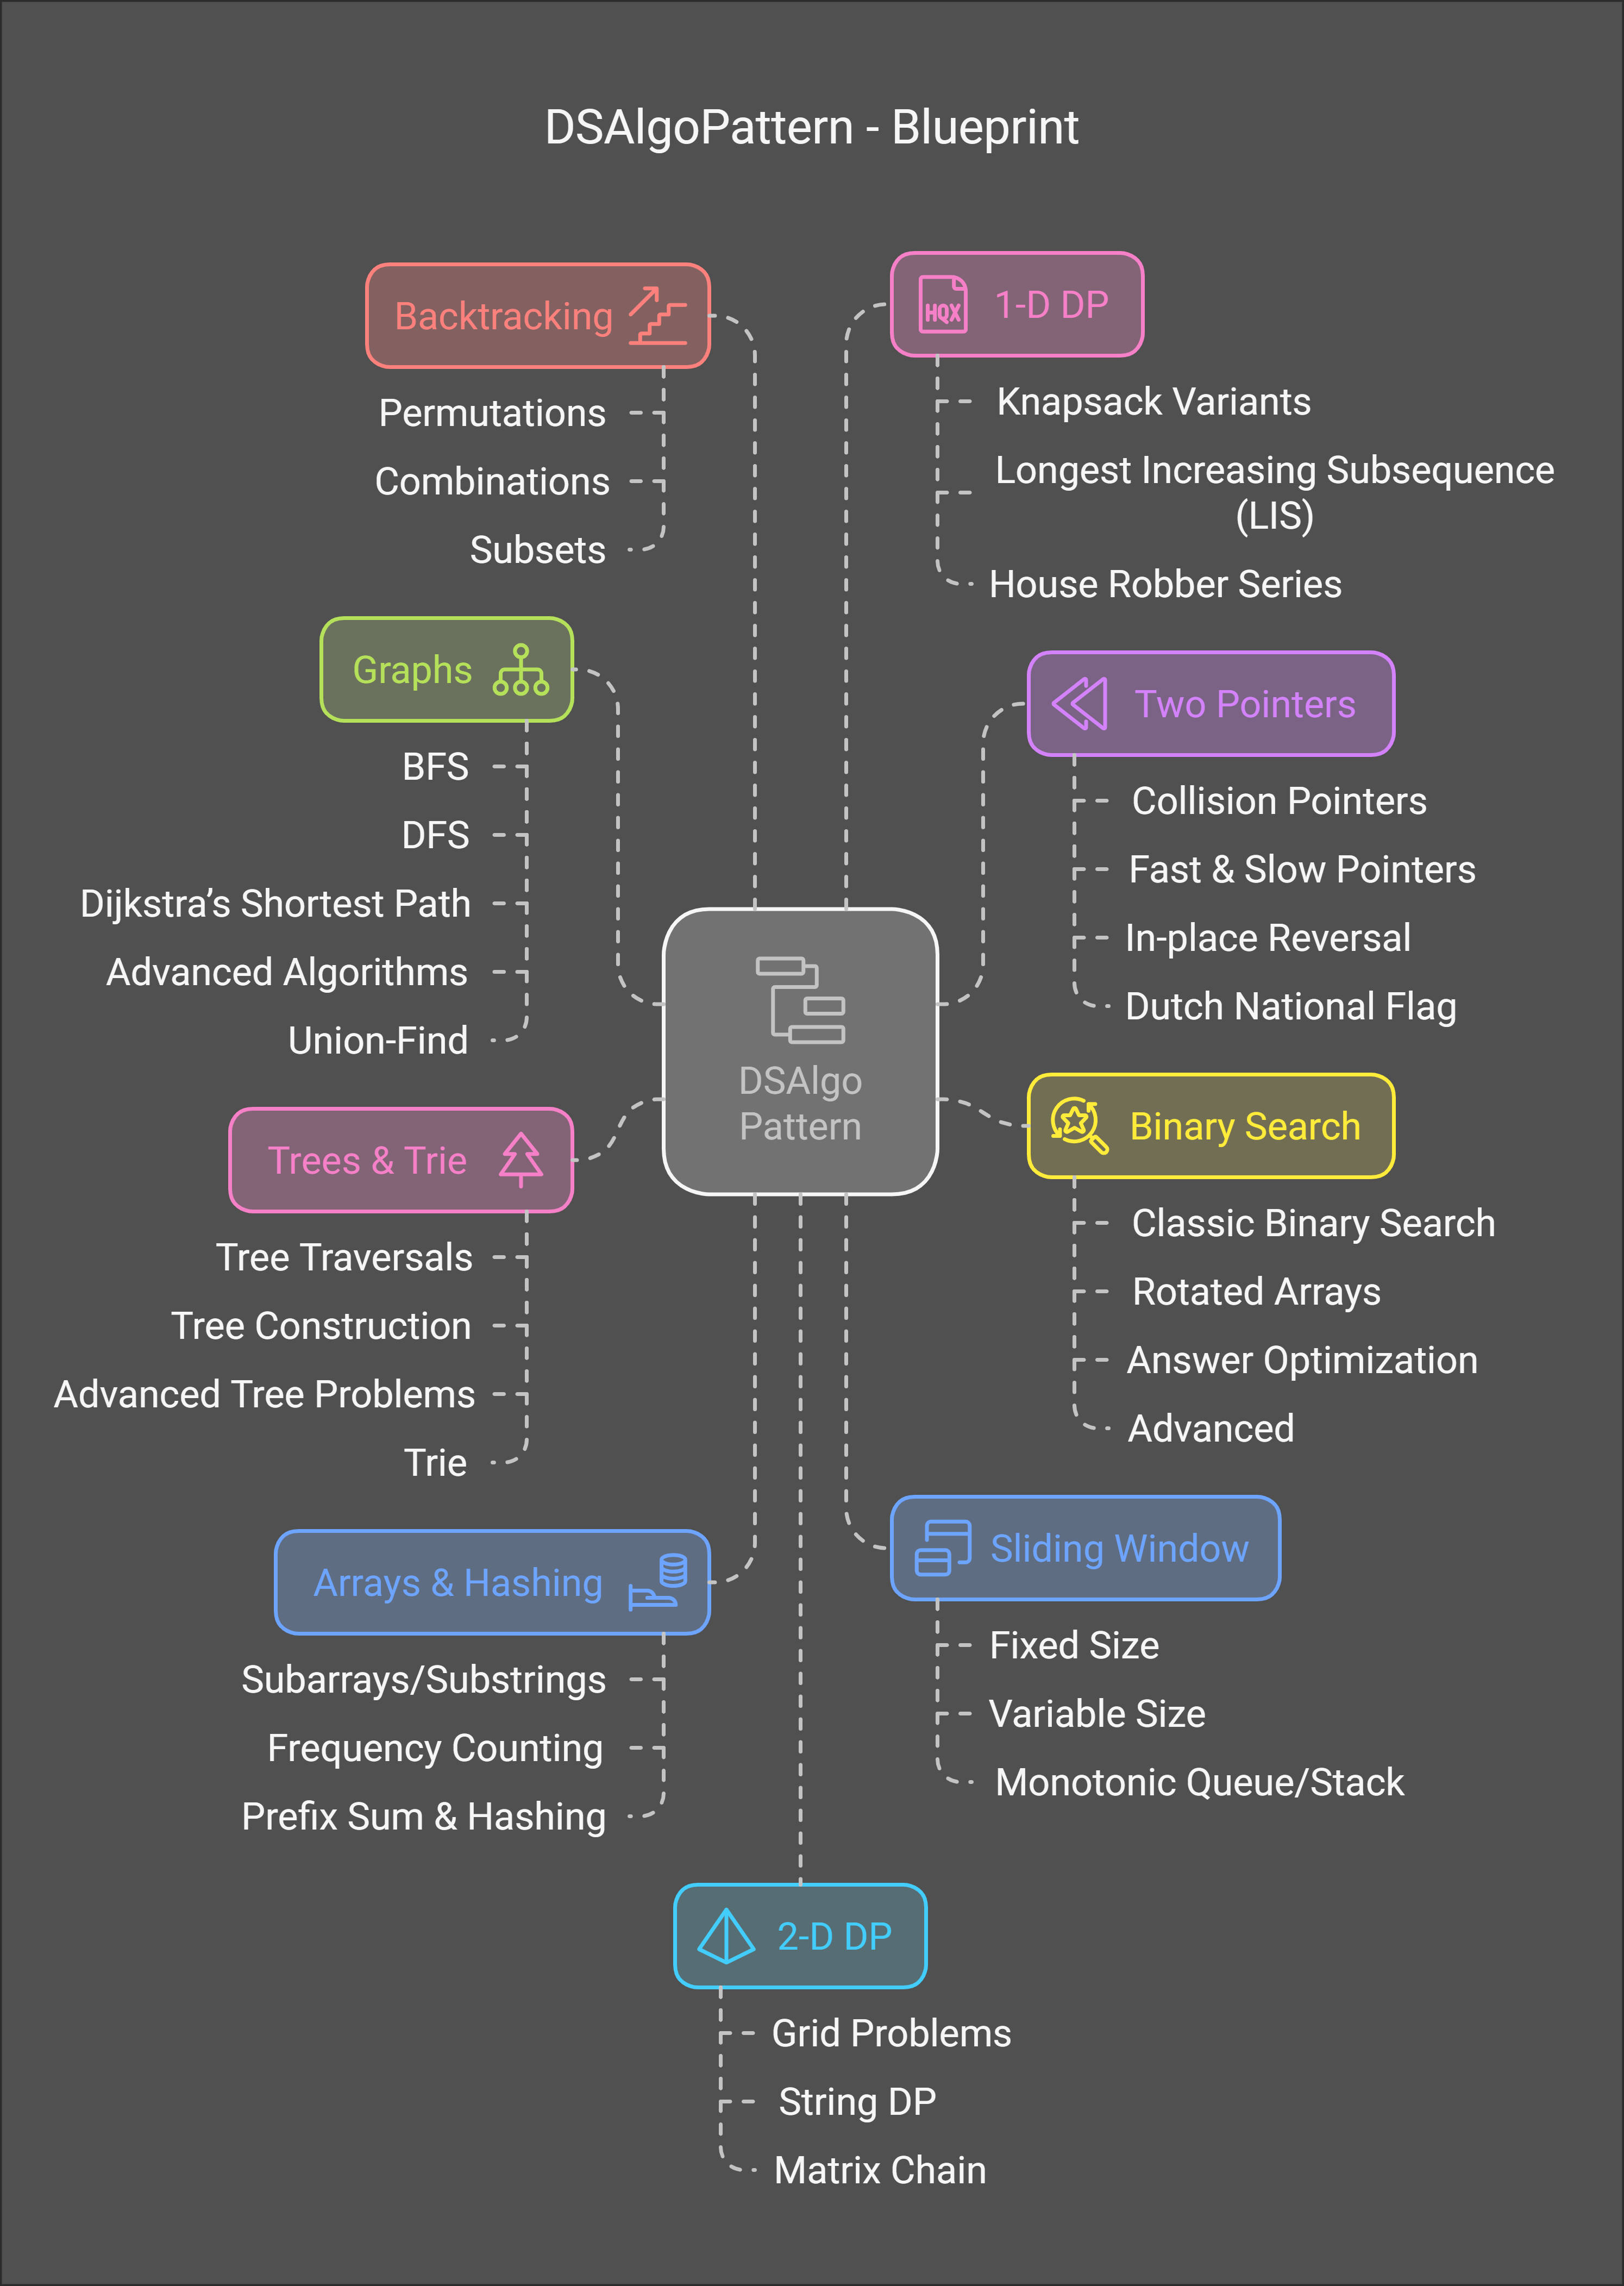 DSAlgoPattern - Blueprint
Backtracking
Permutations
Combinations
Subsets
HQX
1-D DP
Knapsack Variants
Longest Increasing Subsequence
(LIS)
House Robber Series
Graphs
BFS
DFS
Dijkstra’s Shortest Path
Advanced Algorithms
Union-Find
Two Pointers
Collision Pointers
Fast & Slow Pointers
In-place Reversal
Dutch National Flag
DSAlgo
Pattern
Trees & Trie
Tree Traversals
Tree Construction
Advanced Tree Problems
Trie
Binary Search
Classic Binary Search
Rotated Arrays
Answer Optimization
Advanced
Arrays & Hashing
Subarrays/Substrings
Frequency Counting
Prefix Sum & Hashing
Sliding Window
Fixed Size
Variable Size
Monotonic Queue/Stack
2-D DP
Grid Problems
String DP
Matrix Chain